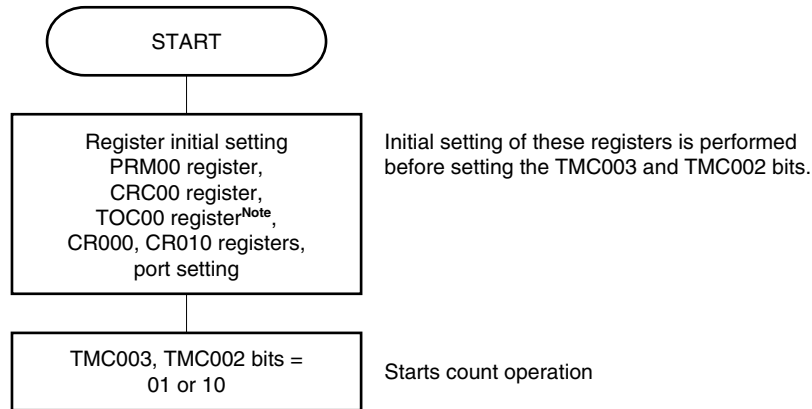 START
Register initial setting
PRM00 register,
CRC00 register,
TOC00 registerNote,
CR000, CR010 registers,
port setting
Initial setting of these registers is performed
before setting the TMC003 and TMC002 bits.
TMC003, TMC002 bits =
01 or 10
Starts count operation